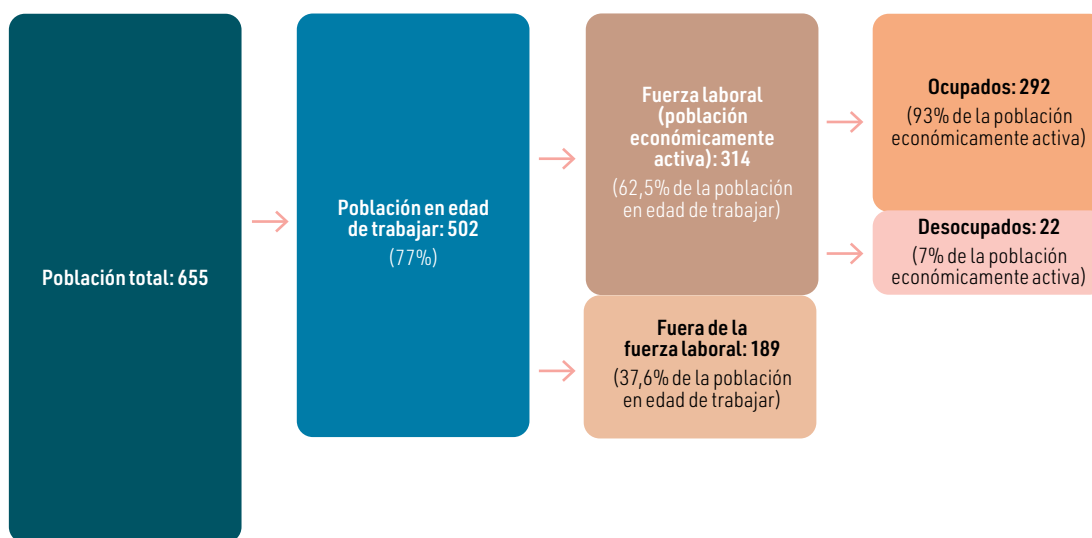 Población total: 655
Población en edad
de trabajar: 502
(77%)
Fuerza laboral
(población
económicamente
activa): 314
(62,5% de la población
en edad de trabajar)
Fuera de la
fuerza laboral: 189
(37,6% de la población
en edad de trabajar)
Ocupados: 292
(93% de la población
económicamente activa)
Desocupados: 22
(7% de la población
económicamente activa)